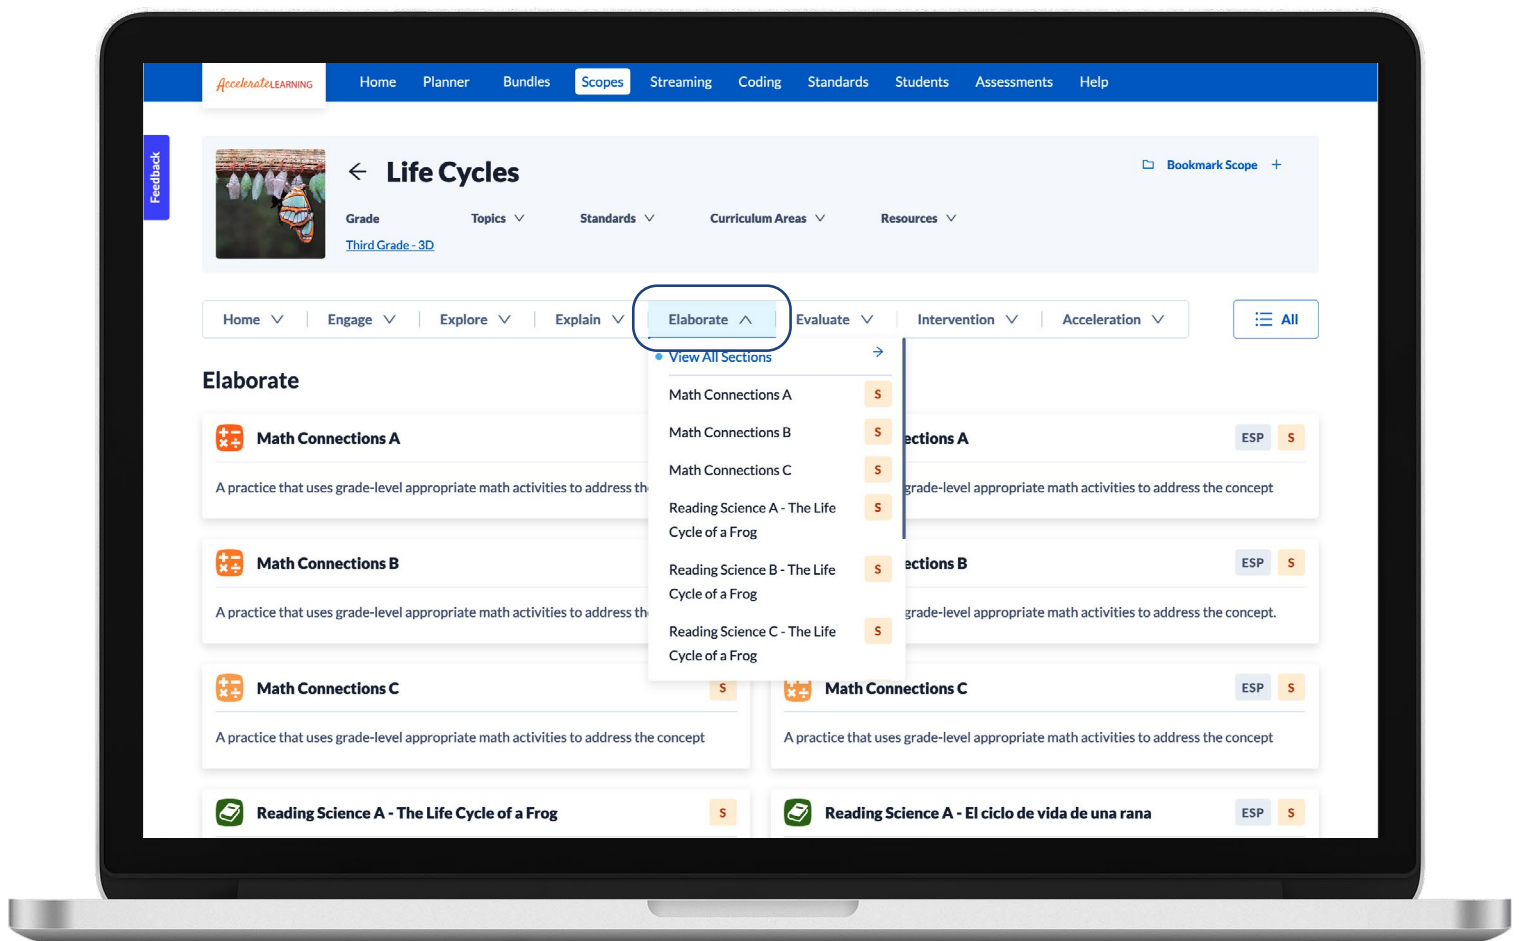 AccelerateLEARNING
Home Planner Bundles Scopes Streaming Coding Standards Students Assessments Help
Feedback
Life Cycles
Bookmark Scope +
Grade Topics Standards Curriculum Areas Resources
Third Grade - 3D
Home Engage Explore Explain Elaborate Evaluate Intervention Acceleration All
View All Sections
Math Connections A S
Math Connections B S
Math Connections C S
Reading Science A - The Life S
Cycle of a Frog
Reading Science B - The Life S
Cycle of a Frog
Reading Science C - The Life S
Cycle of a Frog
Elaborate
Math Connections A
A practice that uses grade-level appropriate math activities to address
ections A ESP S
grade-level appropriate math activities to address the concept
Math Connections B
A practice that uses grade-level appropriate math activities to address
ections B ESP S
grade-level appropriate math activities to address the concept.
Math Connections C S
A practice that uses grade-level appropriate math activities to address the concept
Math Connections C ESP S
A practice that uses grade-level appropriate math activities to address the concept
Reading Science A - The Life Cycle of a Frog S
Reading Science A - El ciclo de vida de una rana ESP S